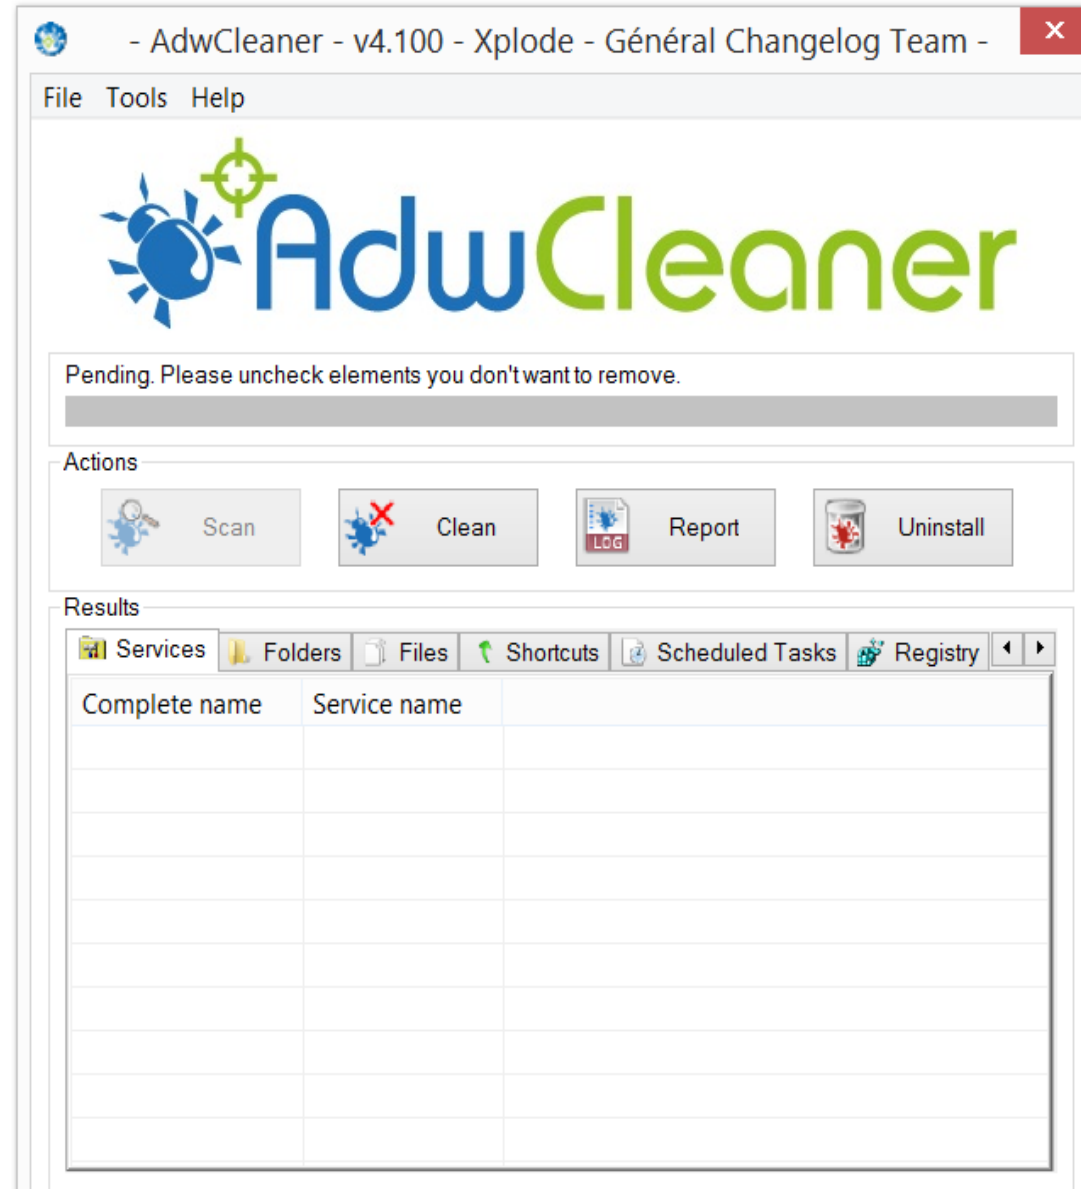 - AdwCleaner - v4.100 - Xplode - Général Changelog Team -
File Tools Help
AdwCleaner
Pending. Please uncheck elements you don't want to remove.
Actions
Scan Clean Report Uninstall
LOG
Results
Services Folders Files Shortcuts Scheduled Tasks Registry
Complete name Service name